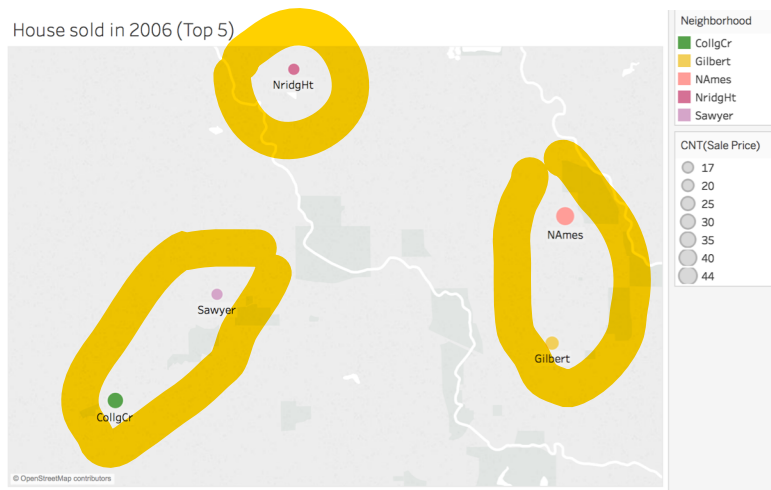 House sold in 2006 (Top 5)
NridgHt
NAmes
Sawyer
Gilbert
CollgCr
© OpenStreetMap contributors
Neighborhood
CollgCr
Gilbert
NAmes
NridgHt
Sawyer
CNT(Sale Price)
17
20
25
30
35
40
44